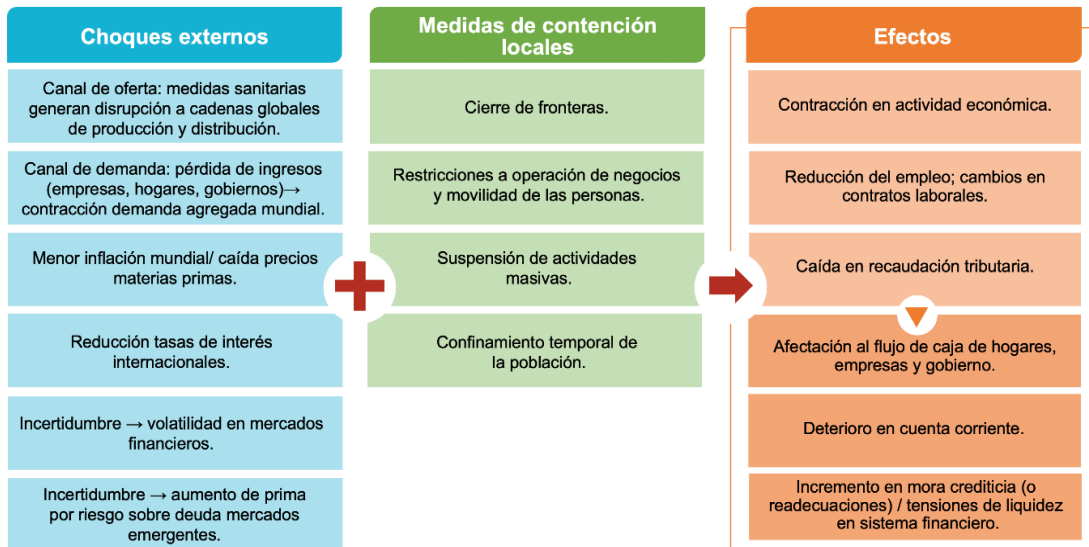 Choques externos
Canal de oferta: medidas sanitarias
generan disrupción a cadenas globales
de producción y distribución.
Canal de demanda: pérdida de ingresos
(empresas, hogares, gobiernos)→
contracción demanda agregada mundial.
Menor inflación mundial/ caída precios
materias primas.
Reducción tasas de interés
internacionales.
Incertidumbre → volatilidad en mercados
financieros.
Incertidumbre → aumento de prima
por riesgo sobre deuda mercados
emergentes.
Medidas de contención
locales
Cierre de fronteras.
Restricciones a operación de negocios
y movilidad de las personas.
Suspensión de actividades
masivas.
Confinamiento temporal de
la población.
Efectos
Contracción en actividad económica.
Reducción del empleo; cambios en
contratos laborales.
Caída en recaudación tributaria.
Afectación al flujo de caja de hogares,
empresas y gobierno.
Deterioro en cuenta corriente.
Incremento en mora crediticia (o
readecuaciones) / tensiones de liquidez
en sistema financiero.